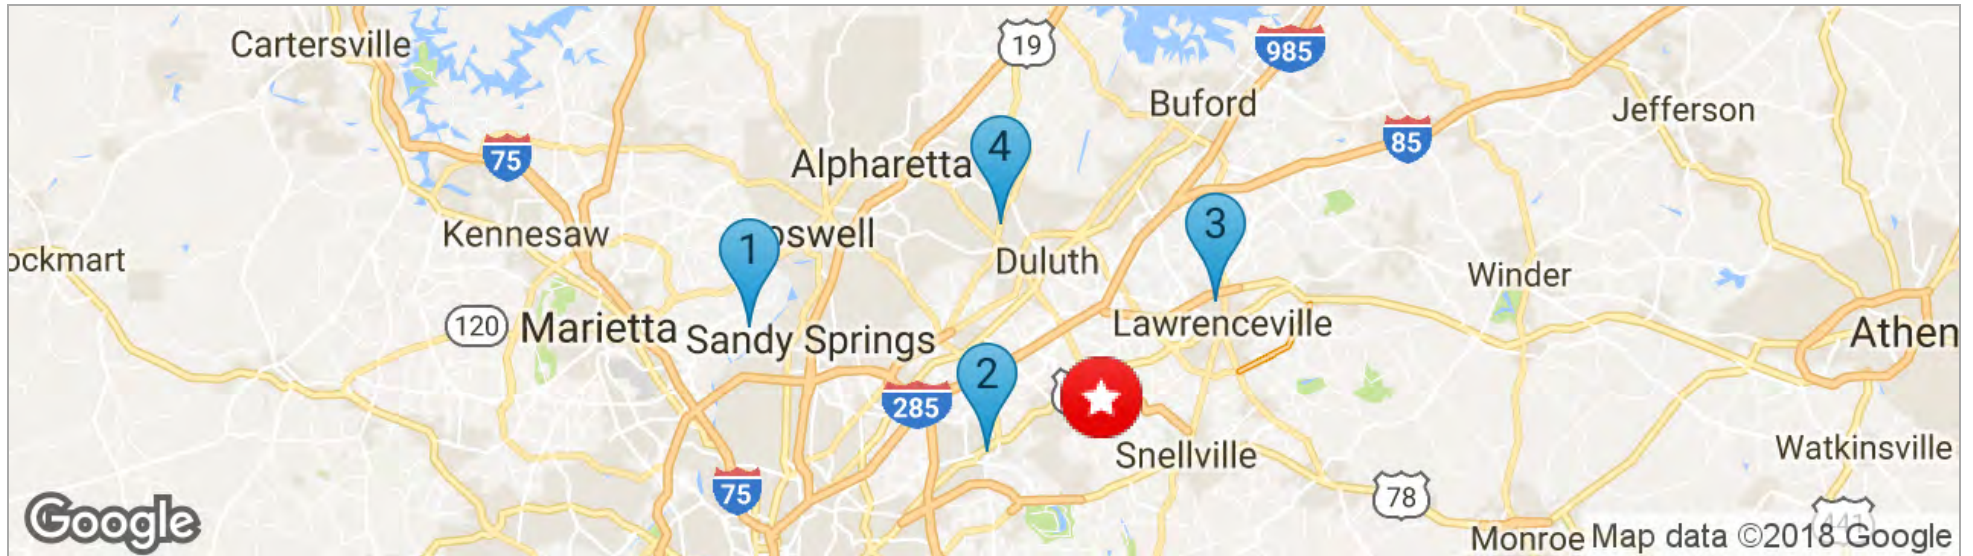 Cartersville
19
985
Buford
Jefferson
85
75
Alpharetta
4
3
Kennesaw
1
oswell
Duluth
ockmart
Winder
120
Marietta
Sandy Springs
Lawrenceville
Athen
2
285
Snellville
Watkinsville
75
78
441
Google
Monroe
Map data ©2018 Google